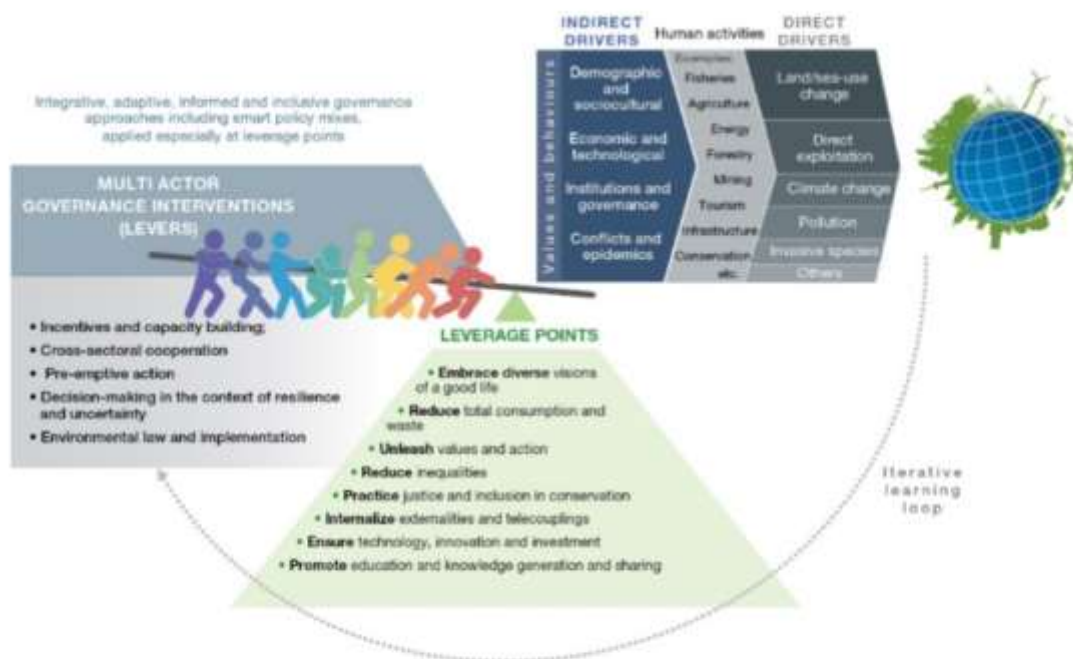 INDIRECT
DRIVERS
Human activities
DIRECT
DRIVERS
Values and behaviours
Demographic
and
sociocultural
Economic and
technological
Institutions and
governance
Conflicts and
epidemics
Examples:
Fisheries
Agriculture
Energy
Forestry
Mining
Tourism
Infrastructure
Conservation
etc.
Land/sea-use
change
Direct
exploitation
Climate change
Pollution
Invasive species
Others
Integrative, adaptive, informed and inclusive governance
approaches including smart policy mixes,
applied especially at leverage points
MULTI ACTOR
GOVERNANCE INTERVENTIONS
(LEVERS)
• Incentives and capacity building;
• Cross-sectoral cooperation
• Pre-emptive action
• Decision-making in the context of resilience
and uncertainty
• Environmental law and implementation
LEVERAGE POINTS
• Embrace diverse visions
of a good life
• Reduce total consumption and
waste
• Unleash values and action
• Reduce inequalities
• Practice justice and inclusion in conservation
• Internalize externalities and telecouplings
• Ensure technology, innovation and investment
• Promote education and knowledge generation and sharing
Iterative
learning
loop